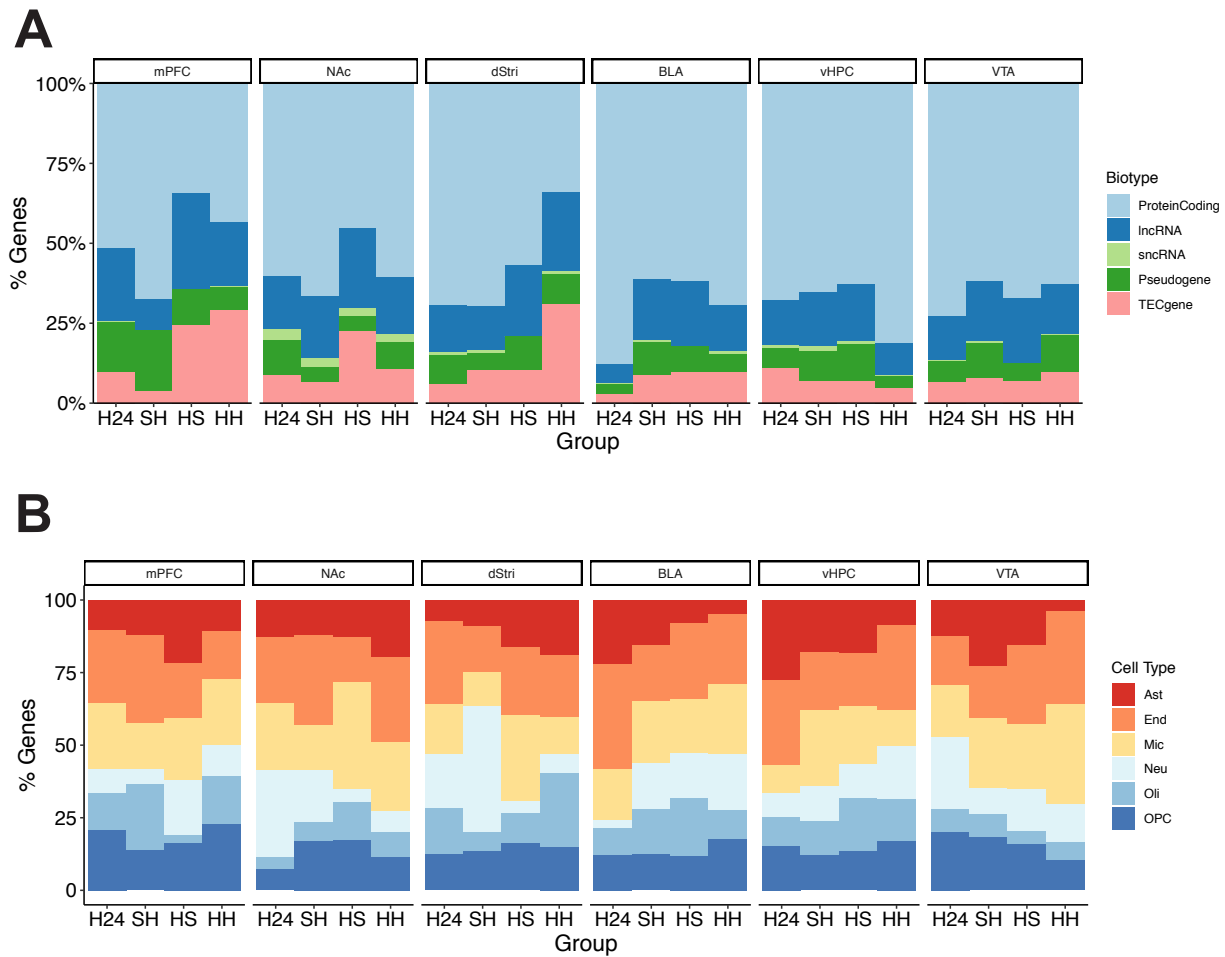 A
mPFC NAc dStri BLA vHPC VTA
100%
75%
50%
25%
0%
% Genes
H24 SH HS HH H24 SH HS HH H24 SH HS HH H24 SH HS HH H24 SH HS HH H24 SH HS HH
Group
Biotype
ProteinCoding
lncRNA
sncRNA
Pseudogene
TECgene
B
mPFC NAc dStri BLA vHPC VTA
100
75
50
25
0
% Genes
H24 SH HS HH H24 SH HS HH H24 SH HS HH H24 SH HS HH H24 SH HS HH H24 SH HS HH
Group
Cell Type
Ast
End
Mic
Neu
Oli
OPC